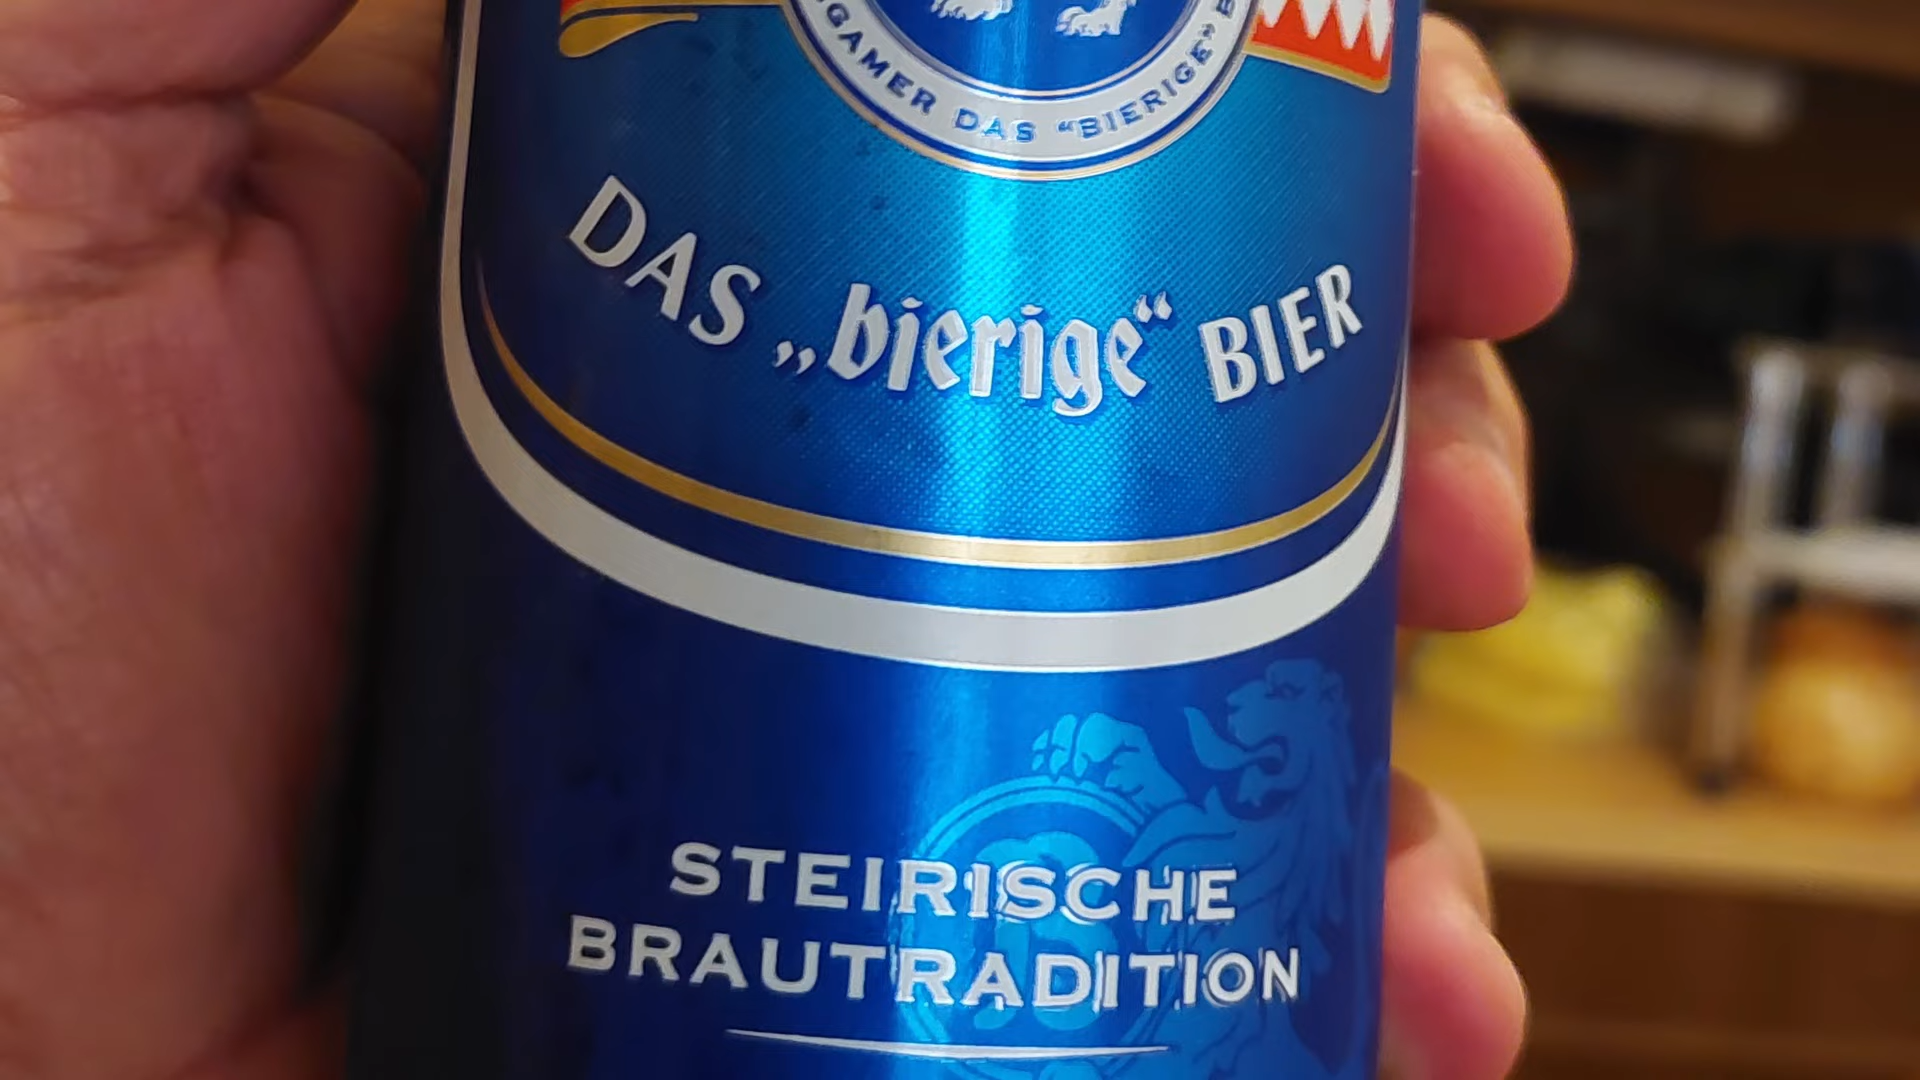 GAMER DAS “BIERIGE”
DAS „bierige“ BIER
STEIRISCHE
BRAUTRADITION